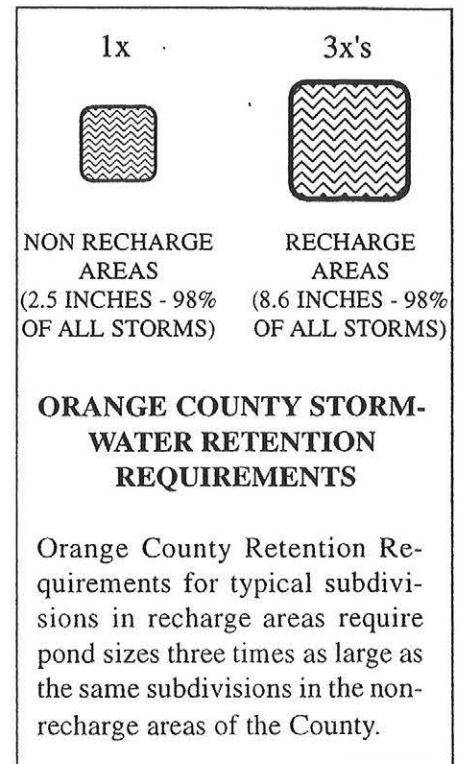 1x 3x's
NON RECHARGE AREAS (2.5 INCHES - 98% OF ALL STORMS)
RECHARGE AREAS (8.6 INCHES - 98% OF ALL STORMS)
ORANGE COUNTY STORM-
WATER RETENTION
REQUIREMENTS
Orange County Retention Re-
quirements for typical subdivi-
sions in recharge areas require
pond sizes three times as large as
the same subdivisions in the non-
recharge areas of the County.